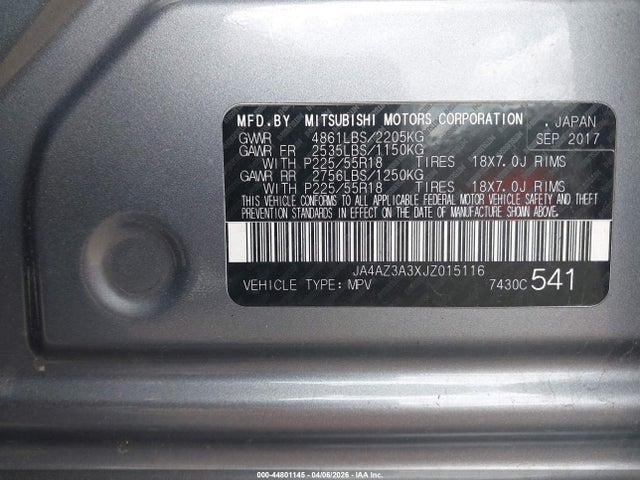 MFD.BY MITSUBISHI MOTORS CORPORATION . JAPAN
GVWR 4861LBS/2205KG SEP 2017
GAWR FR 2535LBS/1150KG
WITH P225/55R18 TIRES 18X7.0J RIMS
GAWR RR 2756LBS/1250KG
WITH P225/55R18 TIRES 18X7.0J RIMS
THIS VEHICLE CONFORMS TO ALL APPLICABLE FEDERAL MOTOR VEHICLE SAFETY AND THEFT
PREVENTION STANDARDS IN EFFECT ON THE DATE OF MANUFACTURE SHOWN ABOVE.
JA4AZ3A3XJZ015116
VEHICLE TYPE:MPV 7430C 541
000-44801145 - 04/06/2026 - IAA Inc.